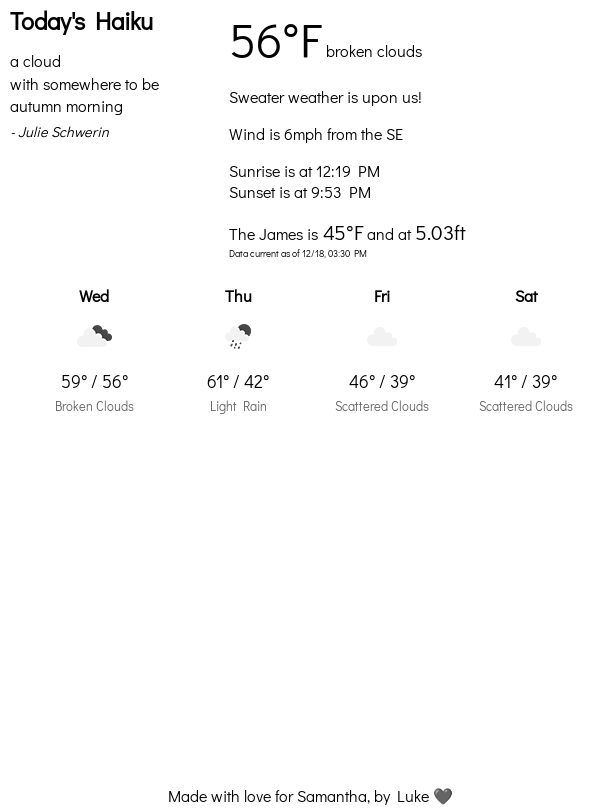 Today's Haiku
a cloud
with somewhere to be
autumn morning
- Julie Schwerin
56°F broken clouds
Sweater weather is upon us!
Wind is 6mph from the SE
Sunrise is at 12:19 PM
Sunset is at 9:53 PM
The James is 45°F and at 5.03ft
Data current as of 12/18, 03:30 PM
Wed Thu Fri Sat
59° / 56° 61° / 42° 46° / 39° 41° / 39°
Broken Clouds Light Rain Scattered Clouds Scattered Clouds
Made with love for Samantha, by Luke 🖤